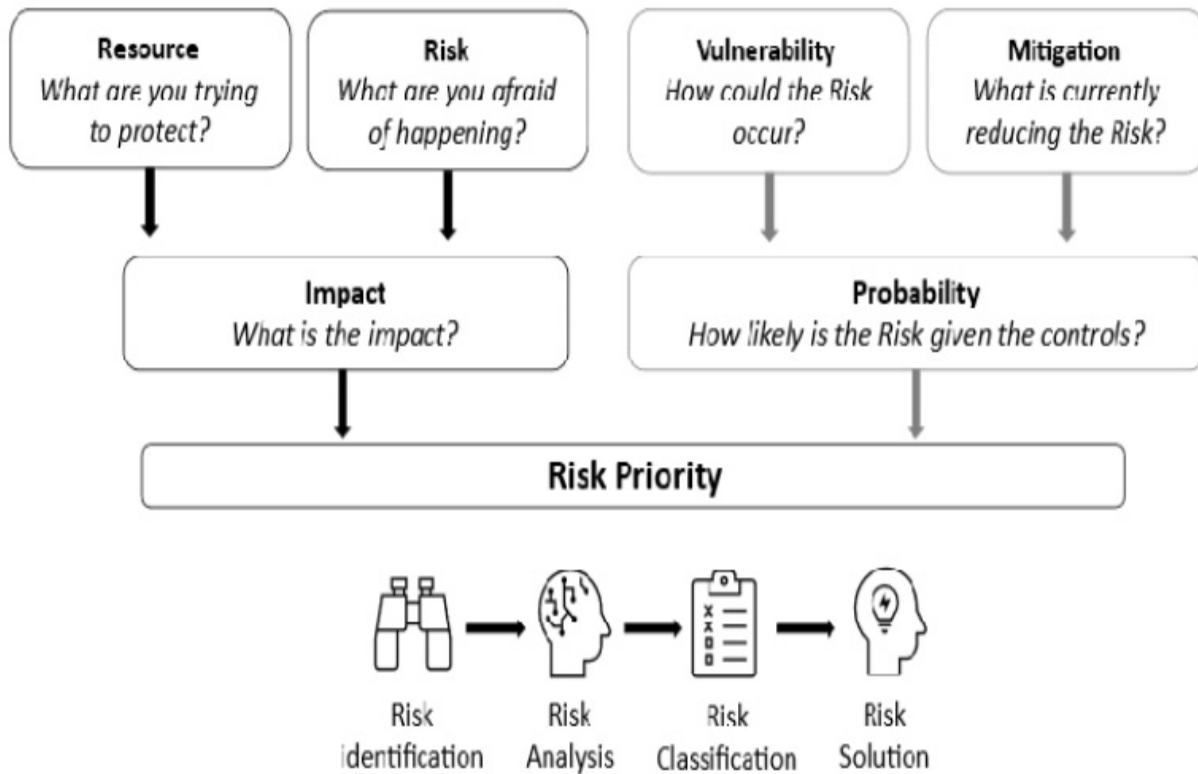 Resource
What are you trying
to protect?
Risk
What are you afraid
of happening?
Vulnerability
How could the Risk
occur?
Mitigation
What is currently
reducing the Risk?
Impact
What is the impact?
Probability
How likely is the Risk given the controls?
Risk Priority
Risk
identification
Risk
Analysis
Risk
Classification
Risk
Solution